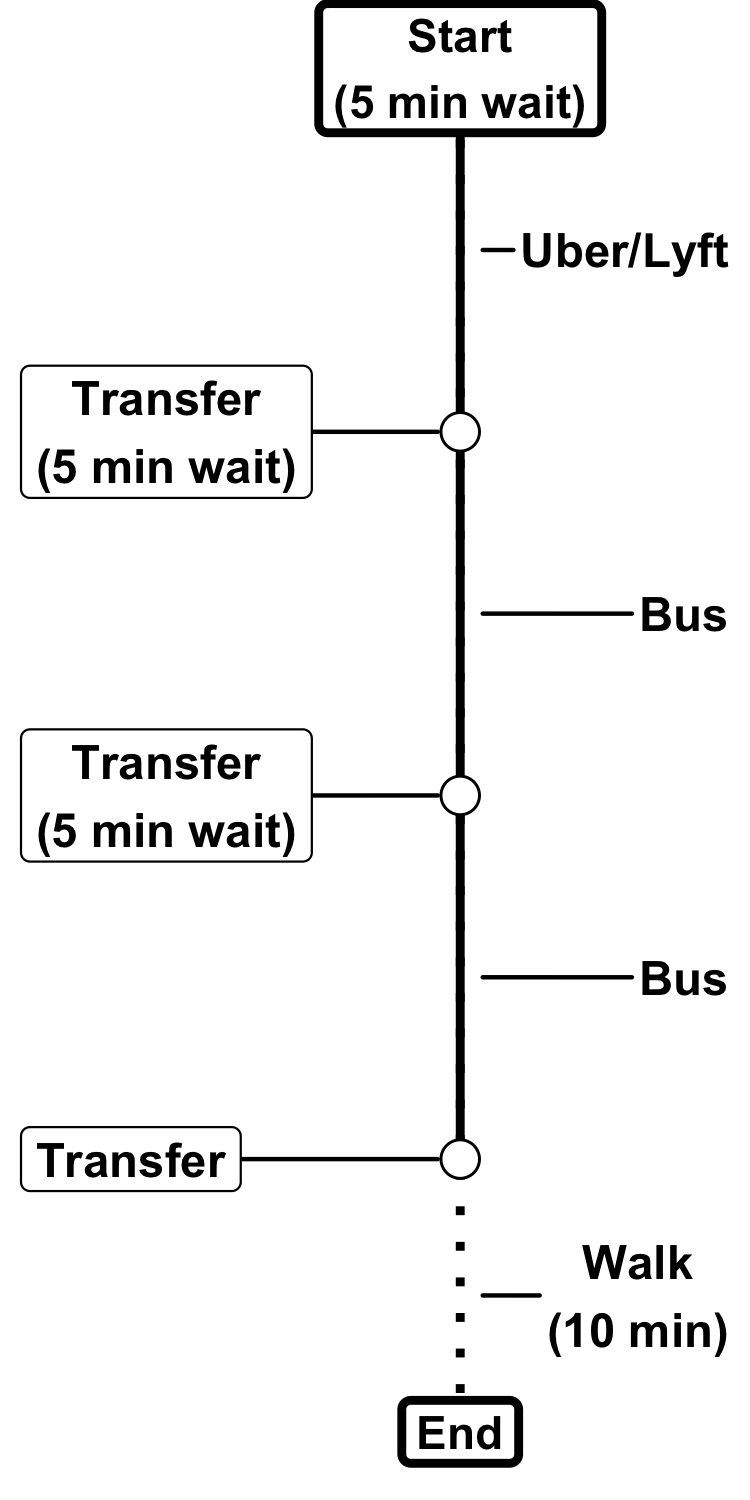 Start
(5 min wait)
Uber/Lyft
Transfer
(5 min wait)
Bus
Transfer
(5 min wait)
Bus
Transfer
Walk
(10 min)
End